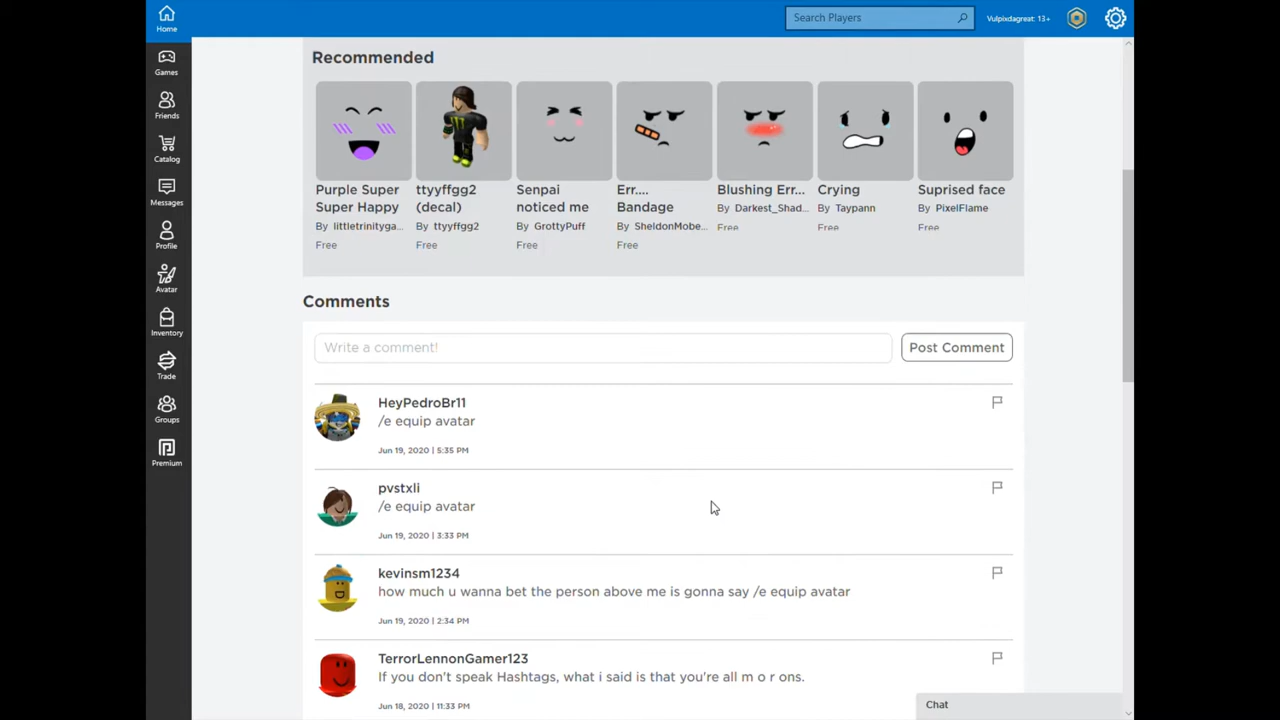 Home
Search Players
Vulpixdagreat: 13+
Games
Friends
Catalog
Messages
Profile
Avatar
Inventory
Trade
Groups
Premium
Recommended
Purple Super
Super Happy
By littletrinityga...
Free
ttyyffgg2
(decal)
By ttyyffgg2
Free
Senpai
noticed me
By GrottyPuff
Free
Err....
Bandage
By SheldonMobe...
Free
Blushing Err...
By Darkest_Shad...
Free
Crying
By Taypann
Free
Suprised face
By PixelFlame
Free
Comments
Write a comment!
Post Comment
HeyPedroBr11
/e equip avatar
Jun 19, 2020 | 5:35 PM
pvstxli
/e equip avatar
Jun 19, 2020 | 3:33 PM
kevinsm1234
how much u wanna bet the person above me is gonna say /e equip avatar
Jun 19, 2020 | 2:34 PM
TerrorLennonGamer123
If you don't speak Hashtags, what i said is that you're all m o r ons.
Jun 18, 2020 | 11:33 PM
Chat